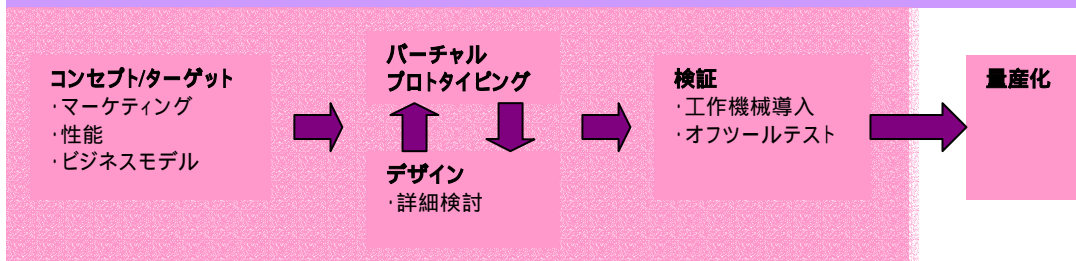 コンセプト/ターゲット
·マーケティング
·性能
·ビジネスモデル
バーチャル
プロトタイピング
デザイン
·詳細検討
検証
·工作機械導入
·オフツールテスト
量産化